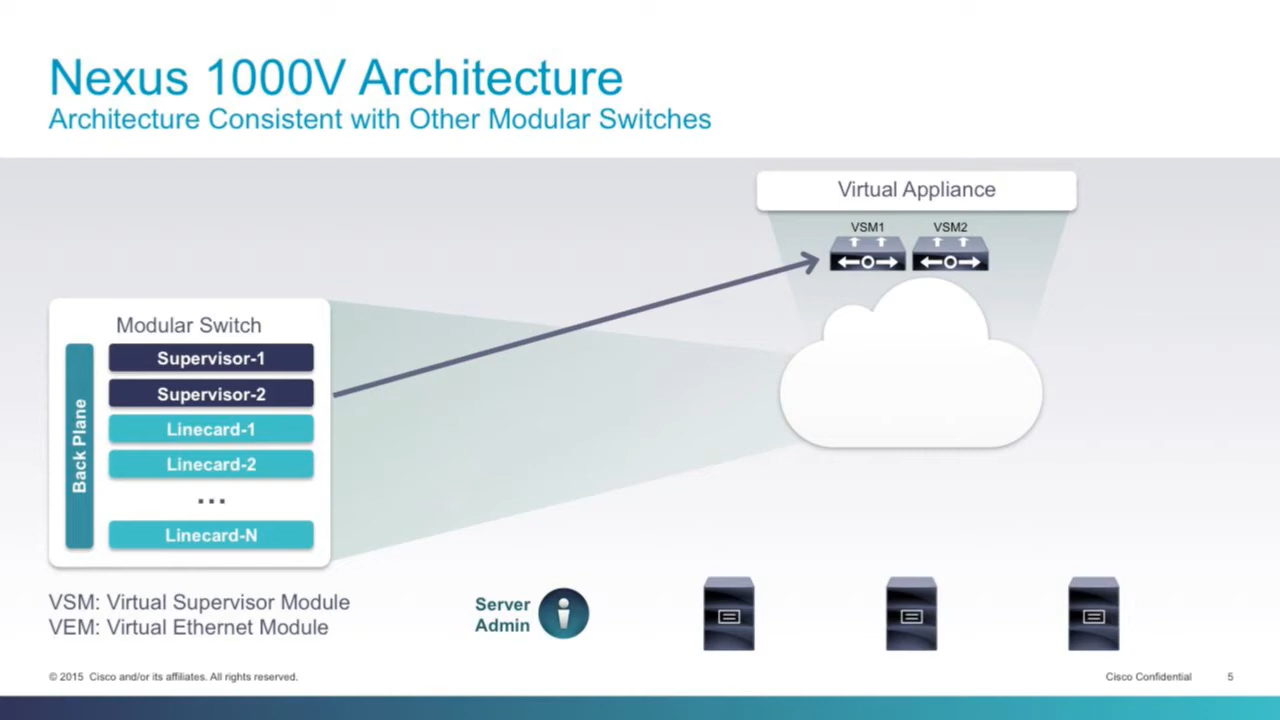 Nexus 1000V Architecture
Architecture Consistent with Other Modular Switches
Virtual Appliance
VSM1
VSM2
Modular Switch
Back Plane
Supervisor-1
Supervisor-2
Linecard-1
Linecard-2
...
Linecard-N
VSM: Virtual Supervisor Module
VEM: Virtual Ethernet Module
Server
Admin
© 2015 Cisco and/or its affiliates. All rights reserved.
Cisco Confidential
5